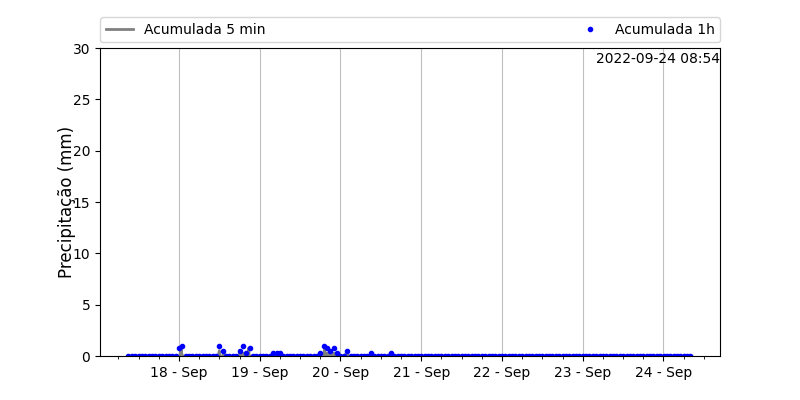 Acumulada 5 min
Acumulada 1h
2022-09-24 08:54
Precipitação (mm)
30
25
20
15
10
5
0
18 - Sep
19 - Sep
20 - Sep
21 - Sep
22 - Sep
23 - Sep
24 - Sep